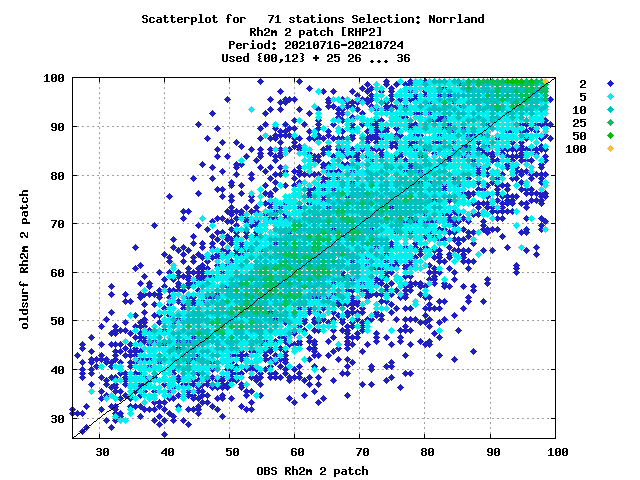 Scatterplot for   71 stations Selection: Norrland
Rh2m 2 patch [RHP2]
Period: 20210716-20210724
Used {00,12} + 25 26 ... 36
100
90
80
70
60
50
40
30
oldsurf Rh2m 2 patch
30 40 50 60 70 80 90 100
OBS Rh2m 2 patch
2
5
10
25
50
100